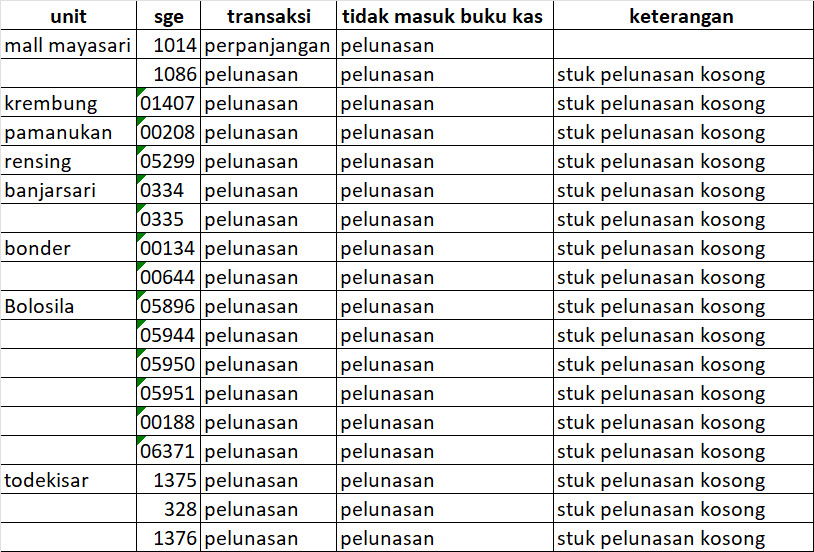 unit sge transaksi tidak masuk buku kas keterangan
mall mayasari 1014 perpanjangan pelunasan
1086 pelunasan pelunasan stuk pelunasan kosong
krembung 01407 pelunasan pelunasan stuk pelunasan kosong
pamanukan 00208 pelunasan pelunasan stuk pelunasan kosong
rensing 05299 pelunasan pelunasan stuk pelunasan kosong
banjarsari 0334 pelunasan pelunasan stuk pelunasan kosong
0335 pelunasan pelunasan stuk pelunasan kosong
bonder 00134 pelunasan pelunasan stuk pelunasan kosong
00644 pelunasan pelunasan stuk pelunasan kosong
Bolosila 05896 pelunasan pelunasan stuk pelunasan kosong
05944 pelunasan pelunasan stuk pelunasan kosong
05950 pelunasan pelunasan stuk pelunasan kosong
05951 pelunasan pelunasan stuk pelunasan kosong
00188 pelunasan pelunasan stuk pelunasan kosong
06371 pelunasan pelunasan stuk pelunasan kosong
todekisar 1375 pelunasan pelunasan stuk pelunasan kosong
328 pelunasan pelunasan stuk pelunasan kosong
1376 pelunasan pelunasan stuk pelunasan kosong